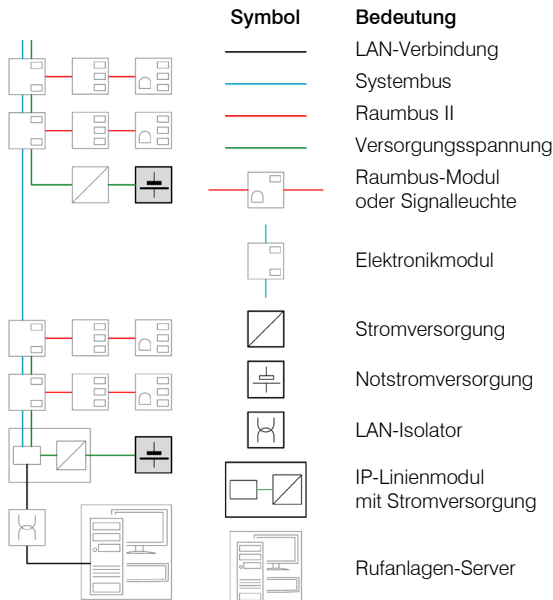 Symbol Bedeutung
LAN-Verbindung
Systembus
Raumbus II
Versorgungsspannung
Raumbus-Modul
oder Signalleuchte
Elektronikmodul
Stromversorgung
Notstromversorgung
LAN-Isolator
IP-Linienmodul
mit Stromversorgung
Rufanlagen-Server